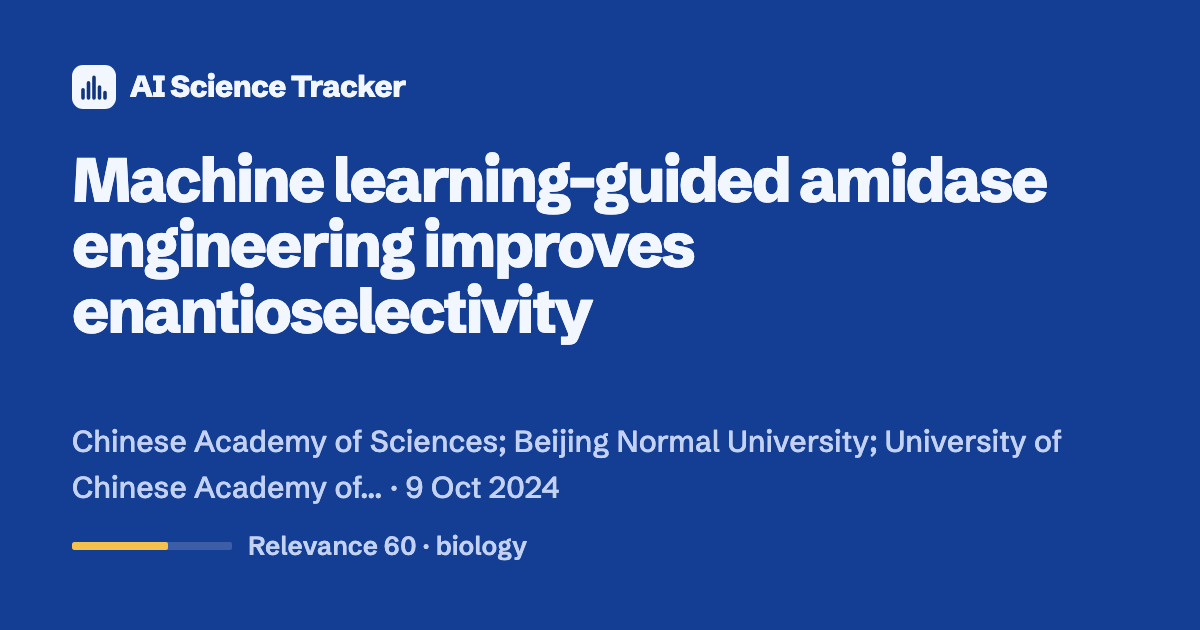 AI Science Tracker
Machine learning-guided amidase
engineering improves
enantioselectivity
Chinese Academy of Sciences; Beijing Normal University; University of
Chinese Academy of... · 9 Oct 2024
Relevance 60 · biology